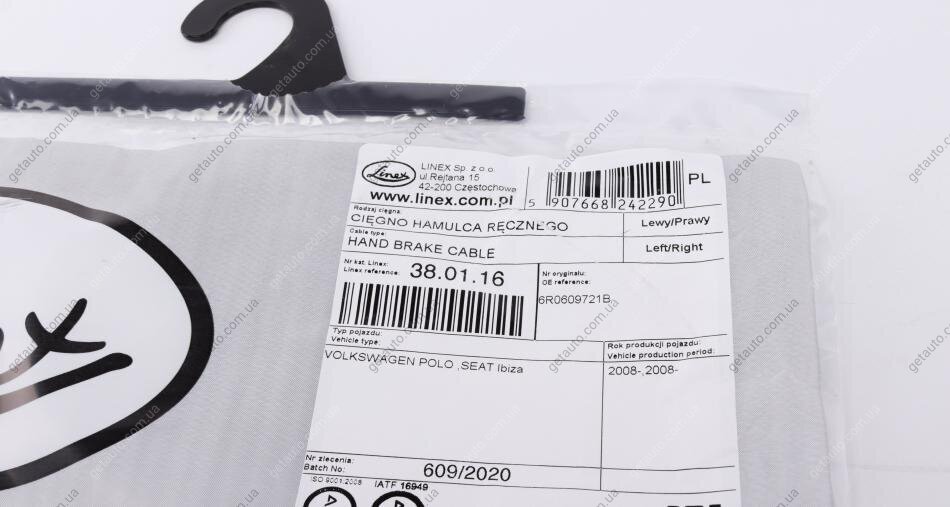 Linex
LINEX Sp. z o.o.
ul.Rejtana 15
42-200 Częstochowa
www.linex.com.pl
5 907668 242290
PL
Rodzaj cięgna:
CIĘGNO HAMULCA RĘCZNEGO
Lewy/Prawy
Cable type:
HAND BRAKE CABLE
Left/Right
Nr kat. Linex:
Linex reference:
38.01.16
Nr oryginału:
OE reference:
6R0609721B
Typ pojazdu:
Vehicle type:
Rok produkcji pojazdu:
Vehicle production period:
VOLKSWAGEN POLO ,SEAT Ibiza
2008-,2008-
Nr zlecenia:
Batch No:
609/2020
ISO 9001:2008
IATF 16949
getauto.com.ua